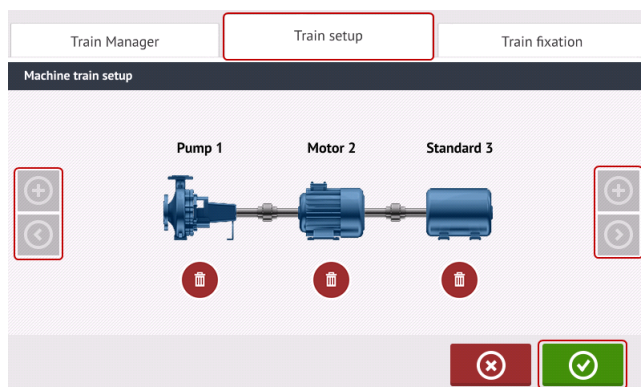 Train Manager
Train setup
Train fixation
Machine train setup
Pump 1
Motor 2
Standard 3